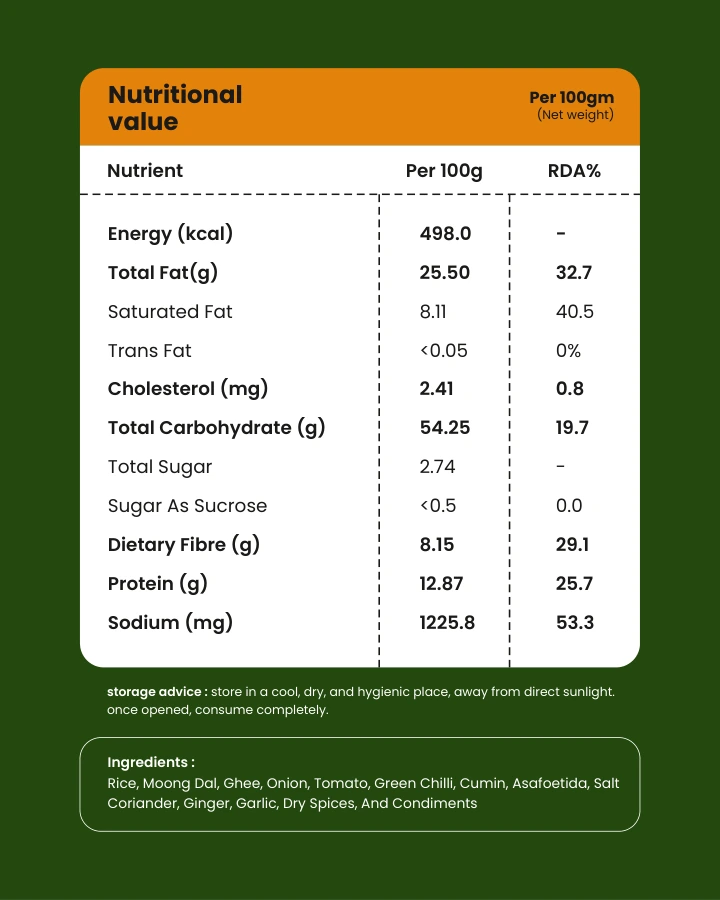 Nutritional
value
Per 100gm
(Net weight)
Nutrient Per 100g RDA%
Energy (kcal) 498.0 -
Total Fat(g) 25.50 32.7
Saturated Fat 8.11 40.5
Trans Fat <0.05 0%
Cholesterol (mg) 2.41 0.8
Total Carbohydrate (g) 54.25 19.7
Total Sugar 2.74 -
Sugar As Sucrose <0.5 0.0
Dietary Fibre (g) 8.15 29.1
Protein (g) 12.87 25.7
Sodium (mg) 1225.8 53.3
storage advice : store in a cool, dry, and hygienic place, away from direct sunlight.
once opened, consume completely.
Ingredients :
Rice, Moong Dal, Ghee, Onion, Tomato, Green Chilli, Cumin, Asafoetida, Salt
Coriander, Ginger, Garlic, Dry Spices, And Condiments